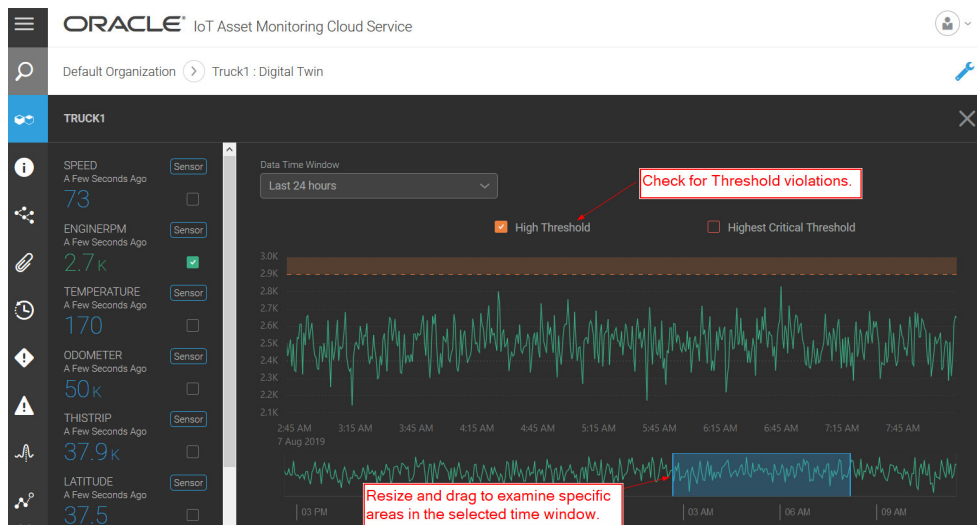 ORACLE® IoT Asset Monitoring Cloud Service
Default Organization > Truck1 : Digital Twin
TRUCK1
SPEED
Sensor
A Few Seconds Ago
73
ENGINERPM
Sensor
A Few Seconds Ago
2.7K
TEMPERATURE
Sensor
A Few Seconds Ago
170
ODOMETER
Sensor
A Few Seconds Ago
50K
THISTRIP
Sensor
A Few Seconds Ago
37.9K
LATITUDE
Sensor
A Few Seconds Ago
37.5
Data Time Window
Last 24 hours
Check for Threshold violations.
High Threshold
Highest Critical Threshold
3.0K
2.9K
2.8K
2.7K
2.6K
2.5K
2.4K
2.3K
2.2K
2.1K
2:45 AM 3:15 AM 3:45 AM 4:15 AM 4:45 AM 5:15 AM 5:45 AM 6:15 AM 6:45 AM 7:15 AM 7:45 AM
7 Aug 2019
Resize and drag to examine specific
areas in the selected time window.
03 PM 03 AM 06 AM 09 AM